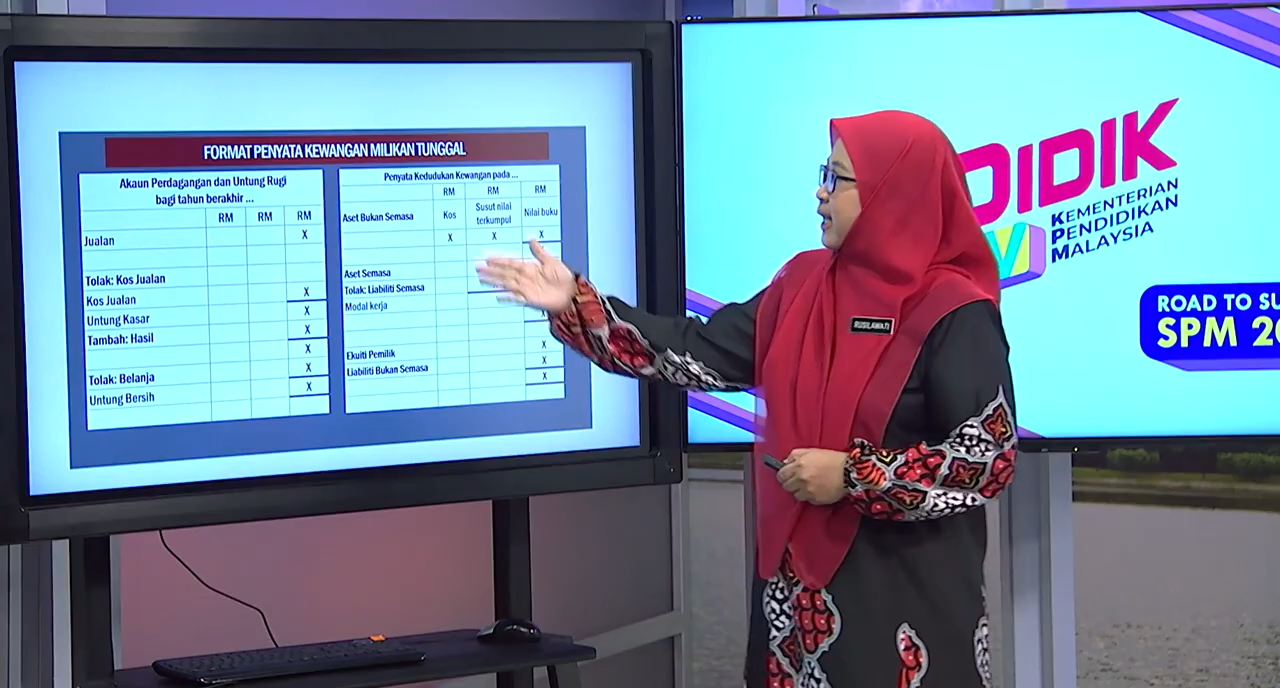 FORMAT PENYATA KEWANGAN MILIKAN TUNGGAL
Akaun Perdagangan dan Untung Rugi
bagi tahun berakhir ...
RM RM RM
Jualan X
Tolak: Kos Jualan
Kos Jualan X
Untung Kasar X
Tambah: Hasil X
X
Tolak: Belanja X
Untung Bersih X
Penyata Kedudukan Kewangan pada ...
RM RM RM
Aset Bukan Semasa Kos Susut nilai
terkumpul Nilai buku
X X X
Aset Semasa
Tolak: Liabiliti Semasa
Modal kerja
Ekuiti Pemilik X
Liabiliti Bukan Semasa X
X
DIDIK
KEMENTERIAN
PENDIDIKAN
MALAYSIA
ROAD TO SU
SPM 20
RUSILAWATI